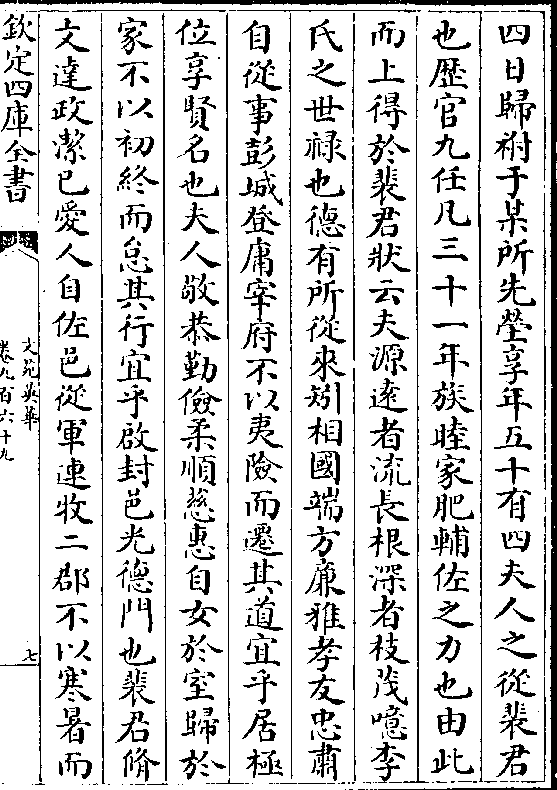 四日歸祔于某所先塋享年五十有四夫人之從裴君
也歴官九任凡三十一年族睦家肥輔佐之力也由此
而上得於裴君狀云夫源逺者流長根深者枝茂噫李
氏之世禄也德有所從來矧相國端方廉雅孝友忠肅
自從事彭城登庸宰府不以夷險而遷其道宜乎居極
位享賢名也夫人敬恭勤儉柔順慈惠自女於室歸於
家不以初終而怠其行宜乎啟封邑光德門也裴君脩
文達政潔已愛人自佐邑從軍連牧二郡不以寒暑而
欽定四庫全書
文苑英華
卷九百六十九
七